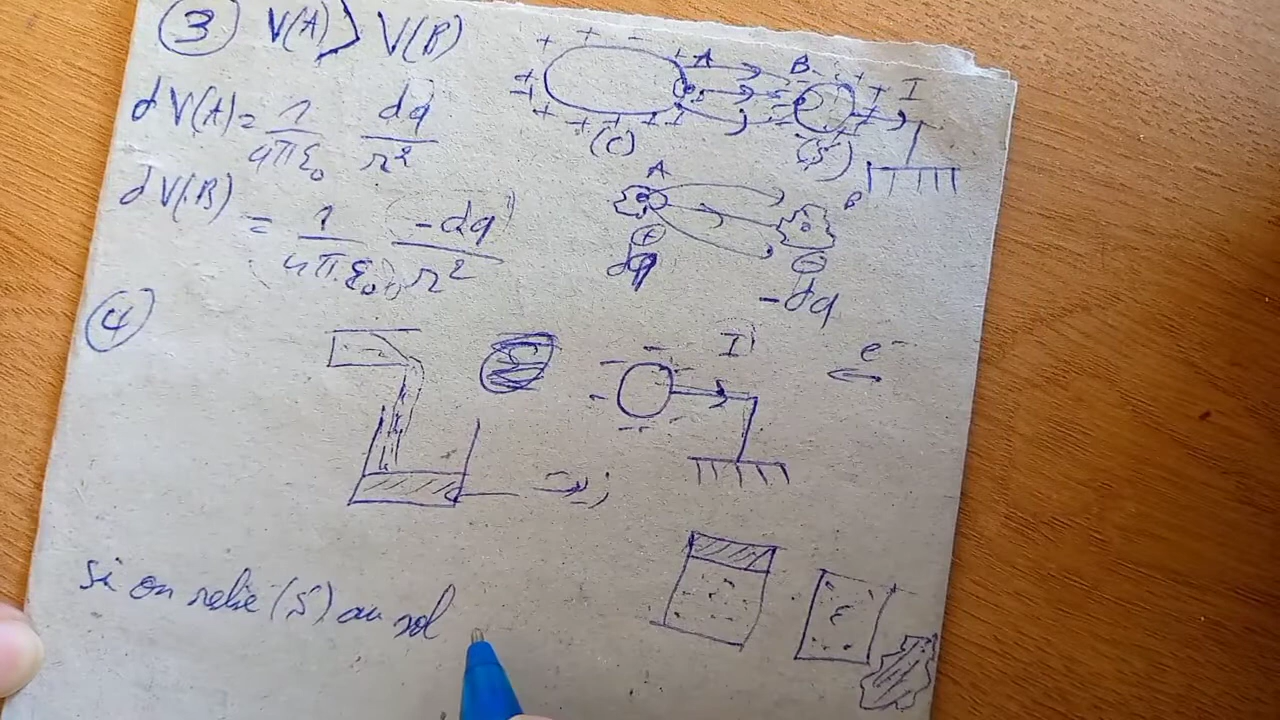 3 V(A) > V(B)
dV(A) = 1/4πε₀ dq/r²
dV(B) = 1/4πε₀ -dq/r²
A B I
(C) (S)
A B
+ -
dq -dq
4
I e⁻
j
si on relie (S) au sol